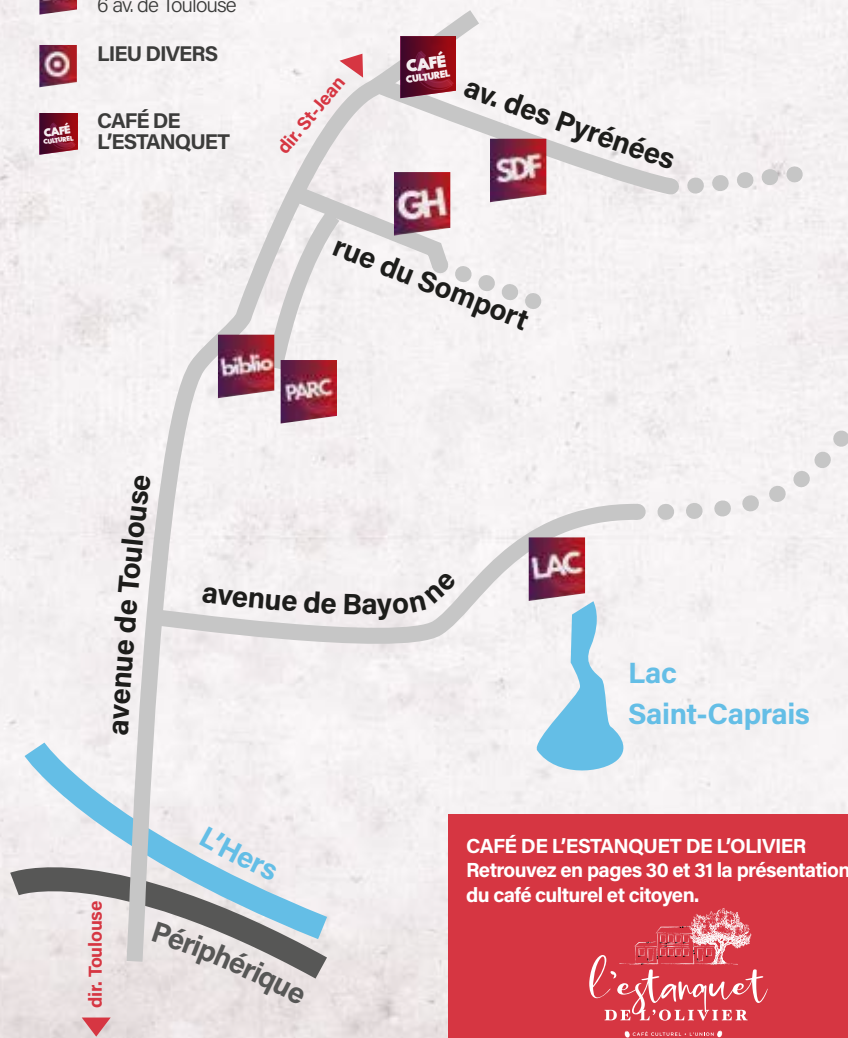 6 av. de Toulouse
LIEU DIVERS
CAFÉ CULTUREL
CAFÉ DE
L'ESTANQUET
dir. St-Jean
CAFÉ
CULTUREL
av. des Pyrénées
SDF
GH
rue du Somport
biblio
PARC
avenue de Toulouse
avenue de Bayonne
LAC
Lac
Saint-Caprais
L'Hers
Périphérique
dir. Toulouse
CAFÉ DE L'ESTANQUET DE L'OLIVIER
Retrouvez en pages 30 et 31 la présentation
du café culturel et citoyen.
l'estanquet
DE L'OLIVIER
CAFÉ CULTUREL • L'UNION